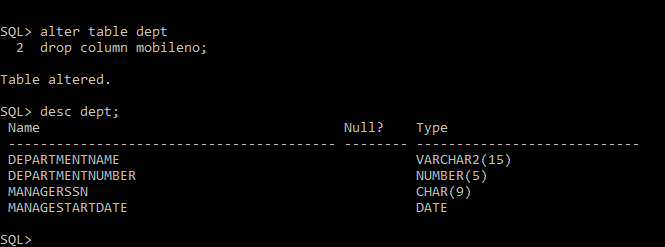 SQL> alter table dept
  2  drop column mobileno;

Table altered.

SQL> desc dept;
 Name                                      Null?    Type
 ----------------------------------------- -------- ----------------------------
 DEPARTMENTNAME                                     VARCHAR2(15)
 DEPARTMENTNUMBER                                   NUMBER(5)
 MANAGERSSN                                         CHAR(9)
 MANAGESTARTDATE                                    DATE

SQL>